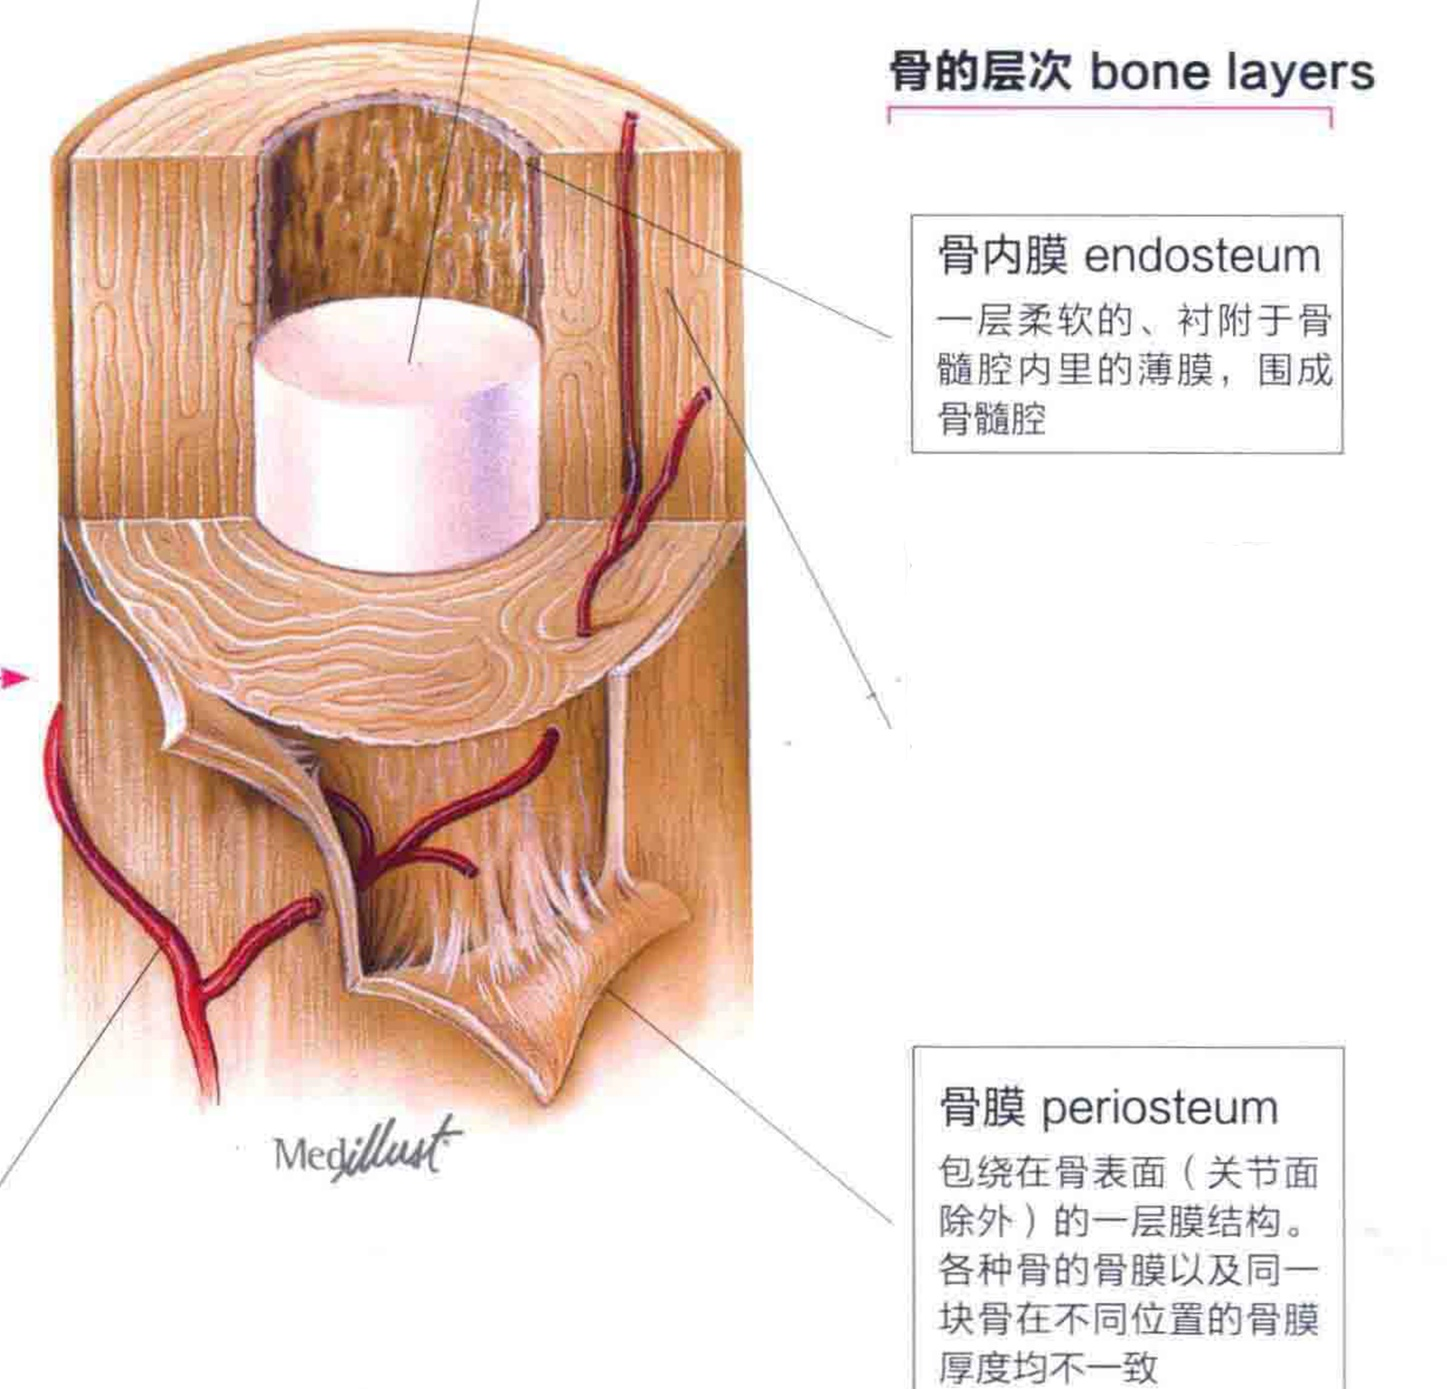 骨的层次 bone layers
骨内膜 endosteum
一层柔软的、衬附于骨
髓腔内里的薄膜，围成
骨髓腔
骨膜 periosteum
包绕在骨表面（关节面
除外）的一层膜结构。
各种骨的骨膜以及同一
块骨在不同位置的骨膜
厚度均不一致
Medillust